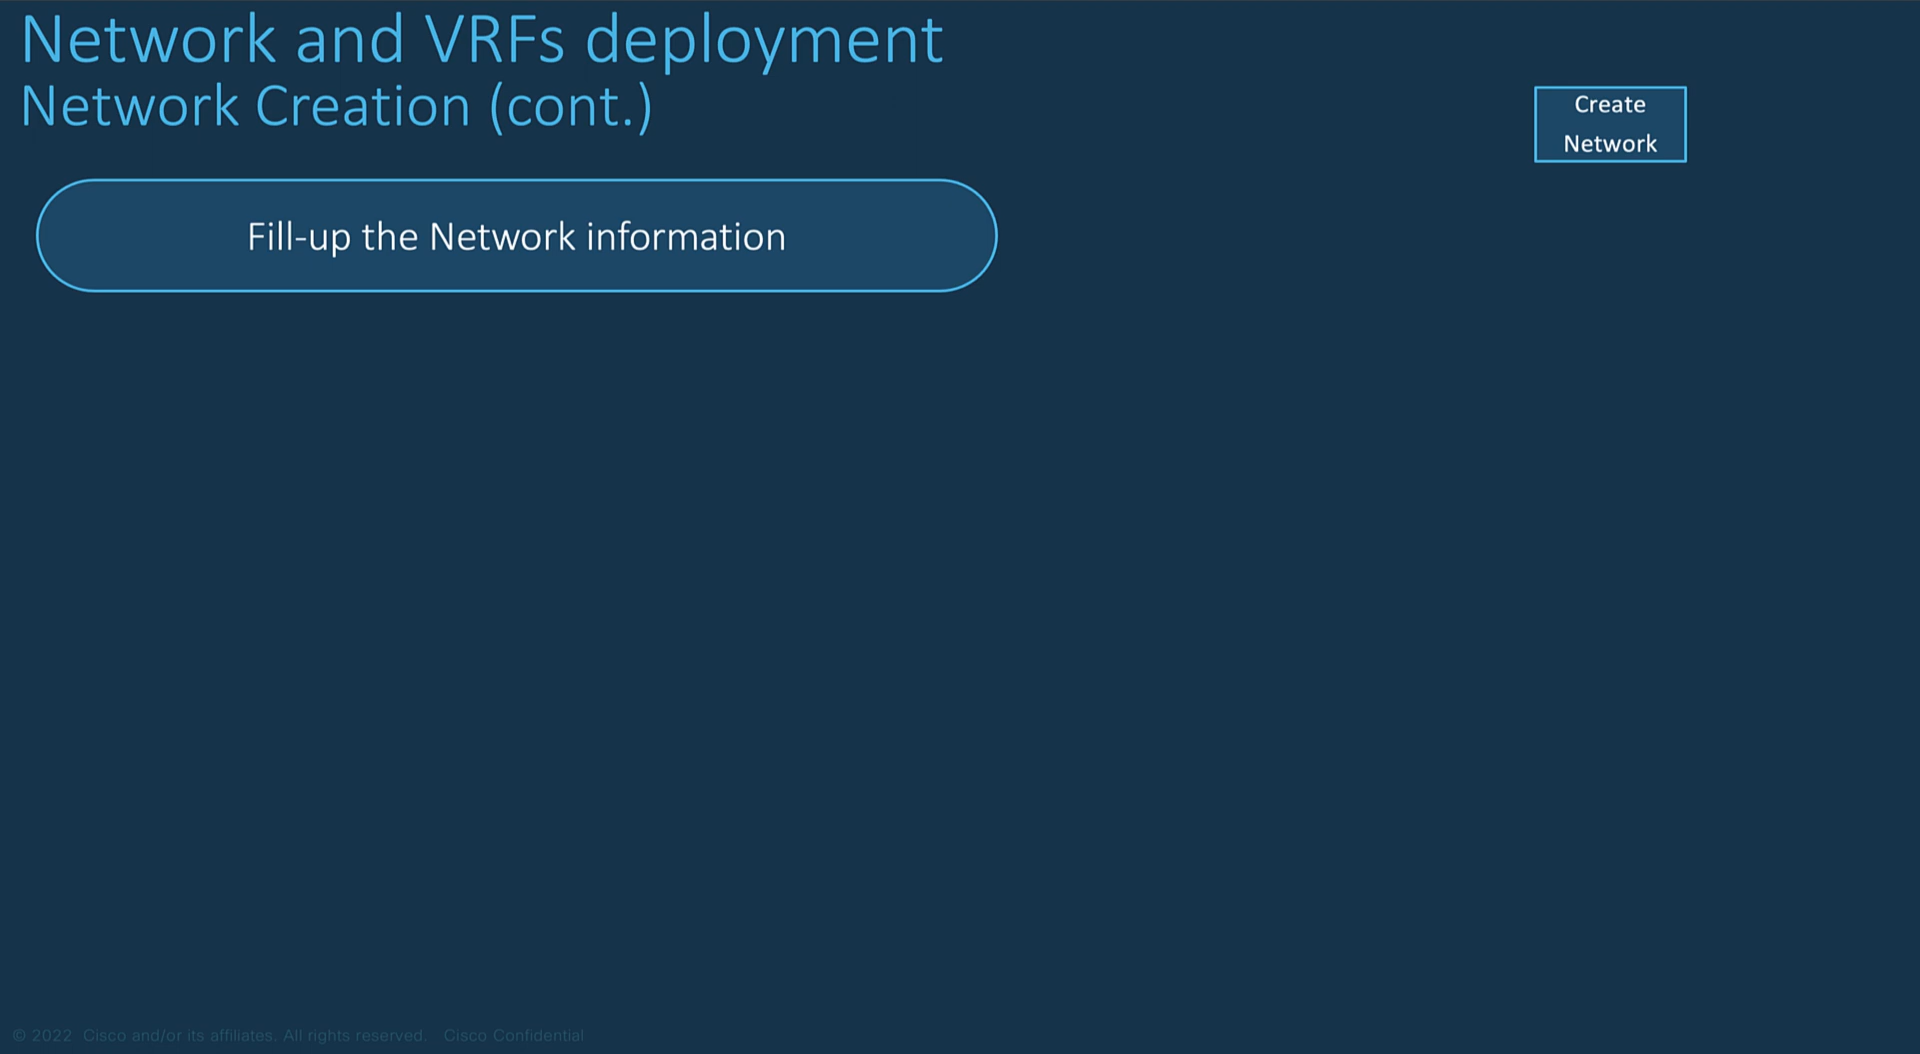 Network and VRFs deployment
Network Creation (cont.)
Create
Network
Fill-up the Network information
© 2022 Cisco and/or its affiliates. All rights reserved. Cisco Confidential